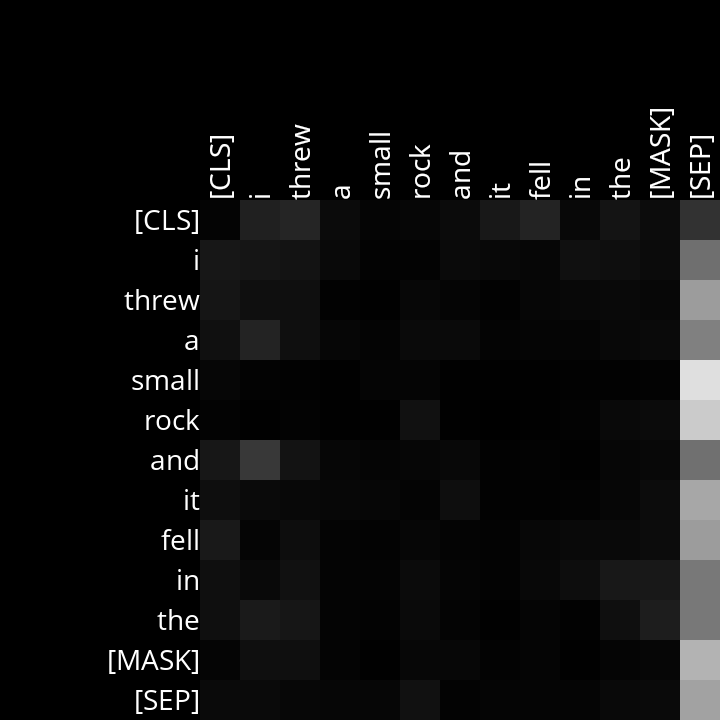 [CLS] i threw a small rock and it fell in the [MASK] [SEP]
[CLS]
i
threw
a
small
rock
and
it
fell
in
the
[MASK]
[SEP]